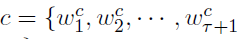 c = {w_1^c, w_2^c, ⋯, w_{τ+1}^c